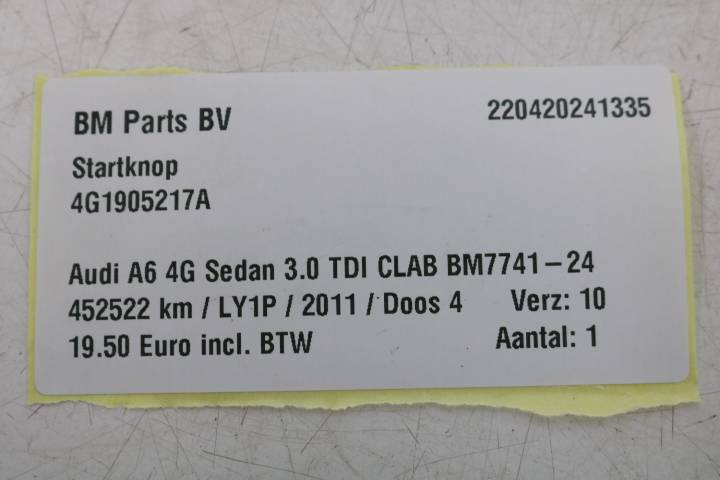 BM Parts BV 220420241335
Startknop
4G1905217A
Audi A6 4G Sedan 3.0 TDI CLAB BM7741-24
452522 km / LY1P / 2011 / Doos 4 Verz: 10
19.50 Euro incl. BTW Aantal: 1